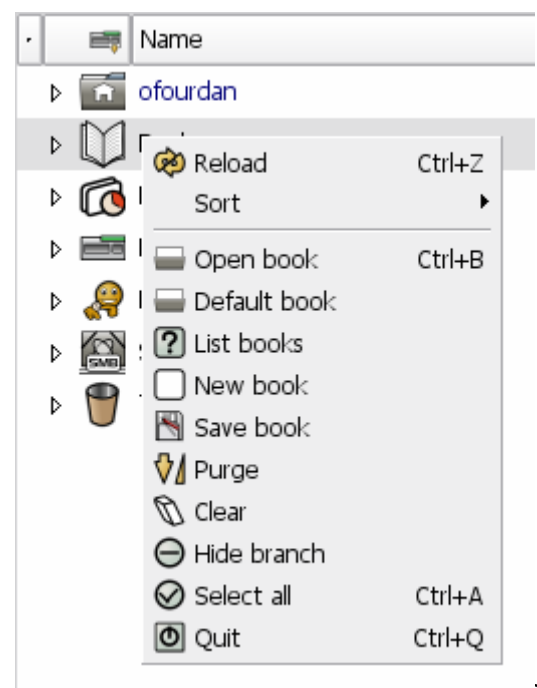 Name
ofourdan
Reload Ctrl+Z
Sort
Open book Ctrl+B
Default book
List books
New book
Save book
Purge
Clear
Hide branch
Select all Ctrl+A
Quit Ctrl+Q
SMB